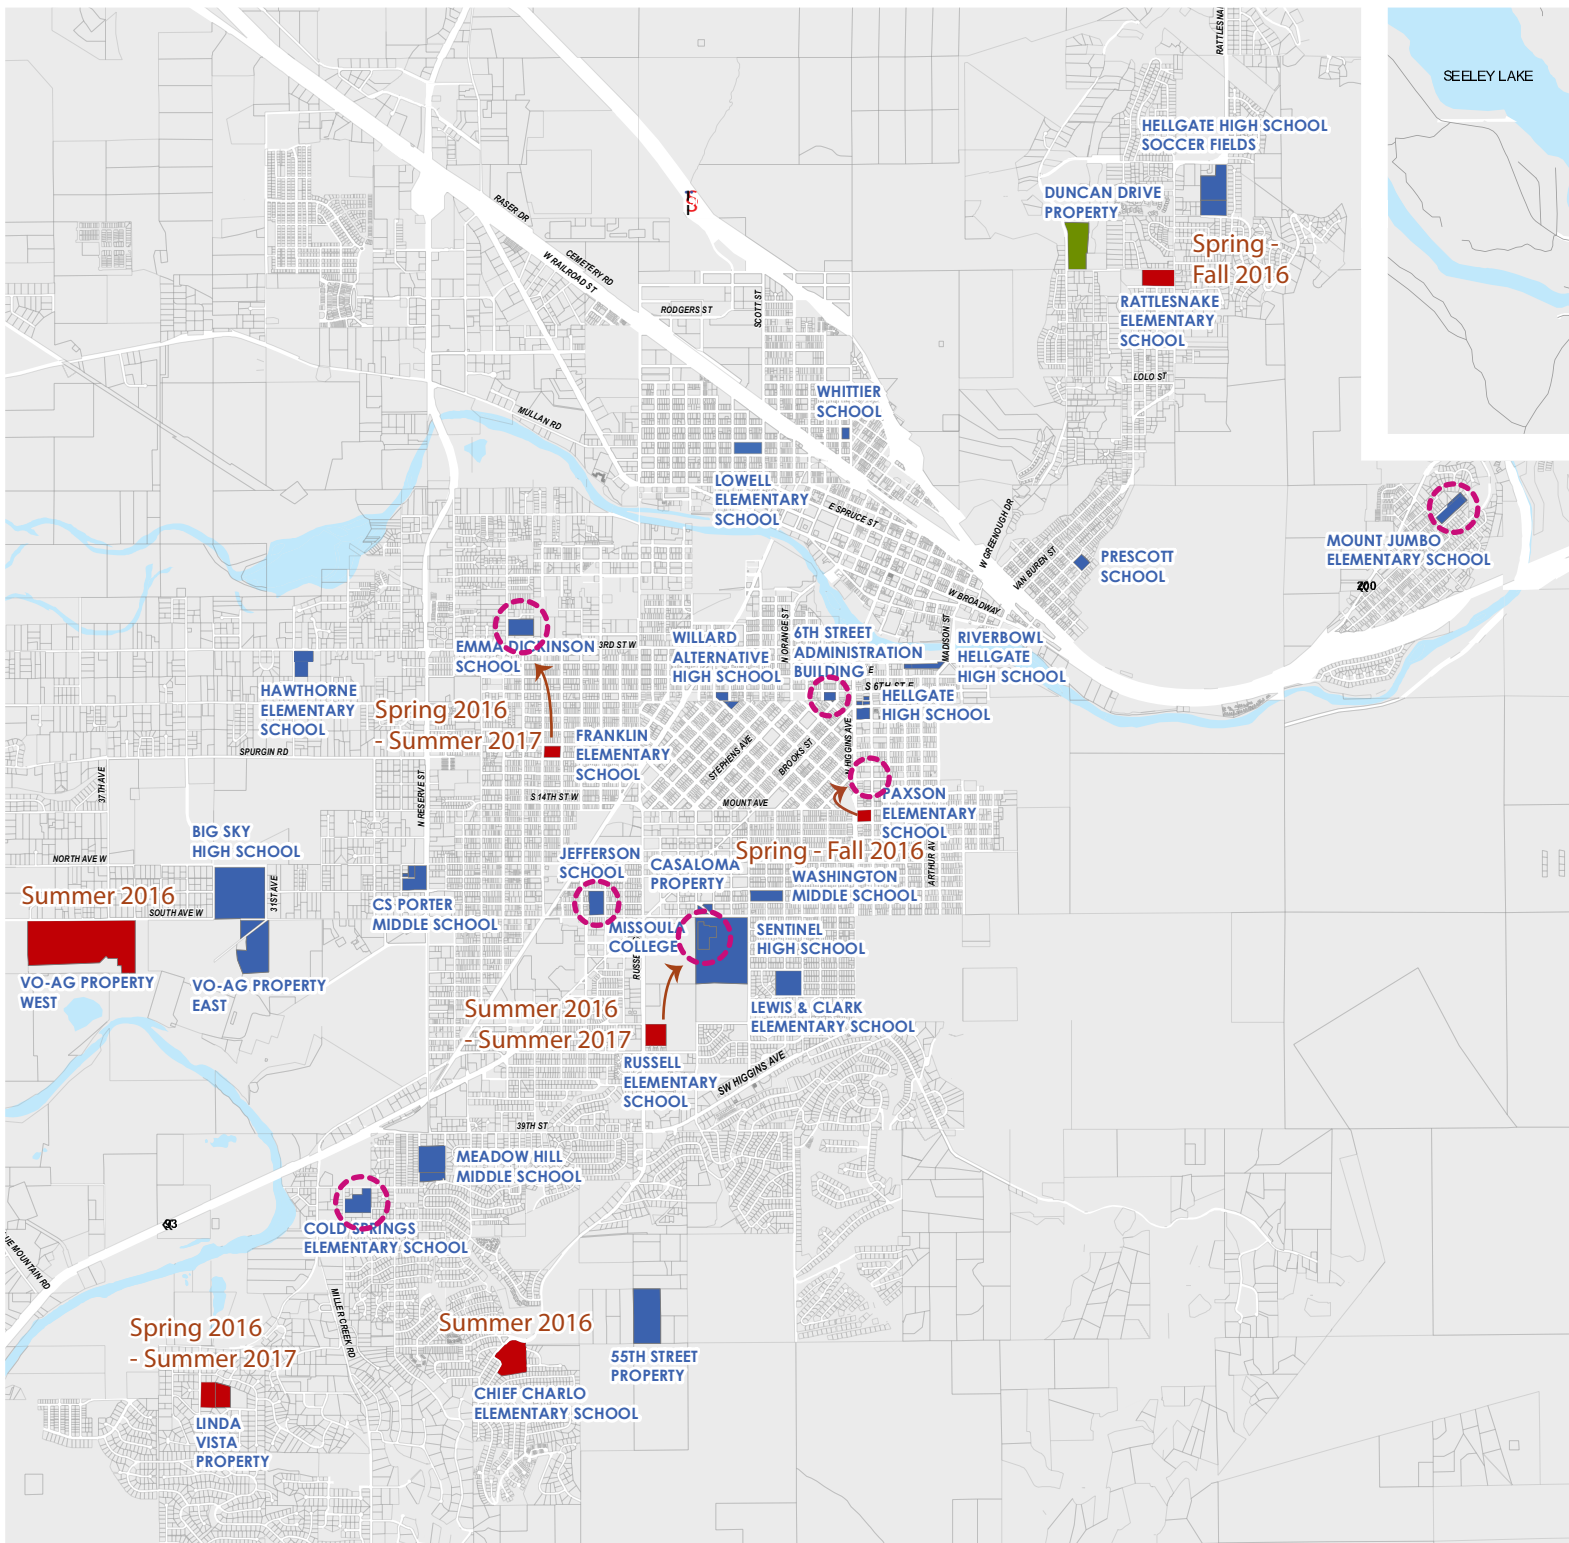 SEELEY LAKE
RATTLESNA
HELLGATE HIGH SCHOOL
SOCCER FIELDS
DUNCAN DRIVE
PROPERTY
Spring -
Fall 2016
RATTLESNAKE
ELEMENTARY
SCHOOL
RASER DR
CEMETERY RD
W RAILROAD ST
RODGERS ST
SCOTT ST
LOLO ST
MULLAN RD
WHITTIER
SCHOOL
LOWELL
ELEMENTARY
SCHOOL
E SPRUCE ST
W GREENOUGH DR
VAN BUREN ST
W BROADWAY
PRESCOTT
SCHOOL
MOUNT JUMBO
ELEMENTARY SCHOOL
200
EMMA DICKINSON
SCHOOL
3RD ST W
WILLARD
ALTERNATIVE
HIGH SCHOOL
N ORANGE ST
6TH STREET
ADMINISTRATION
BUILDING
E
S 6TH ST E
MADISON ST
RIVERBOWL
HELLGATE
HIGH SCHOOL
HELLGATE
HIGH SCHOOL
HAWTHORNE
ELEMENTARY
SCHOOL
Spring 2016
- Summer 2017
FRANKLIN
ELEMENTARY
SCHOOL
SPURGIN RD
37TH AVE
N RESERVE ST
S 14TH ST W
STEPHENS AVE
BROOKS ST
N HIGGINS AVE
MOUNT AVE
PAXSON
ELEMENTARY
SCHOOL
Spring - Fall 2016
ARTHUR AV
BIG SKY
HIGH SCHOOL
NORTH AVE W
Summer 2016
SOUTH AVE W
31ST AVE
CS PORTER
MIDDLE SCHOOL
JEFFERSON
SCHOOL
CASALOMA
PROPERTY
WASHINGTON
MIDDLE SCHOOL
MISSOULA
COLLEGE
RUSSE
SENTINEL
HIGH SCHOOL
VO-AG PROPERTY
WEST
VO-AG PROPERTY
EAST
LEWIS & CLARK
ELEMENTARY SCHOOL
Summer 2016
- Summer 2017
RUSSELL
ELEMENTARY
SCHOOL
SW HIGGINS AVE
39TH ST
MEADOW HILL
MIDDLE SCHOOL
COLD SPRINGS
ELEMENTARY SCHOOL
93
UE MOUNTAIN RD
MILLER CREEK RD
Spring 2016
- Summer 2017
LINDA
VISTA
PROPERTY
Summer 2016
CHIEF CHARLO
ELEMENTARY SCHOOL
55TH STREET
PROPERTY